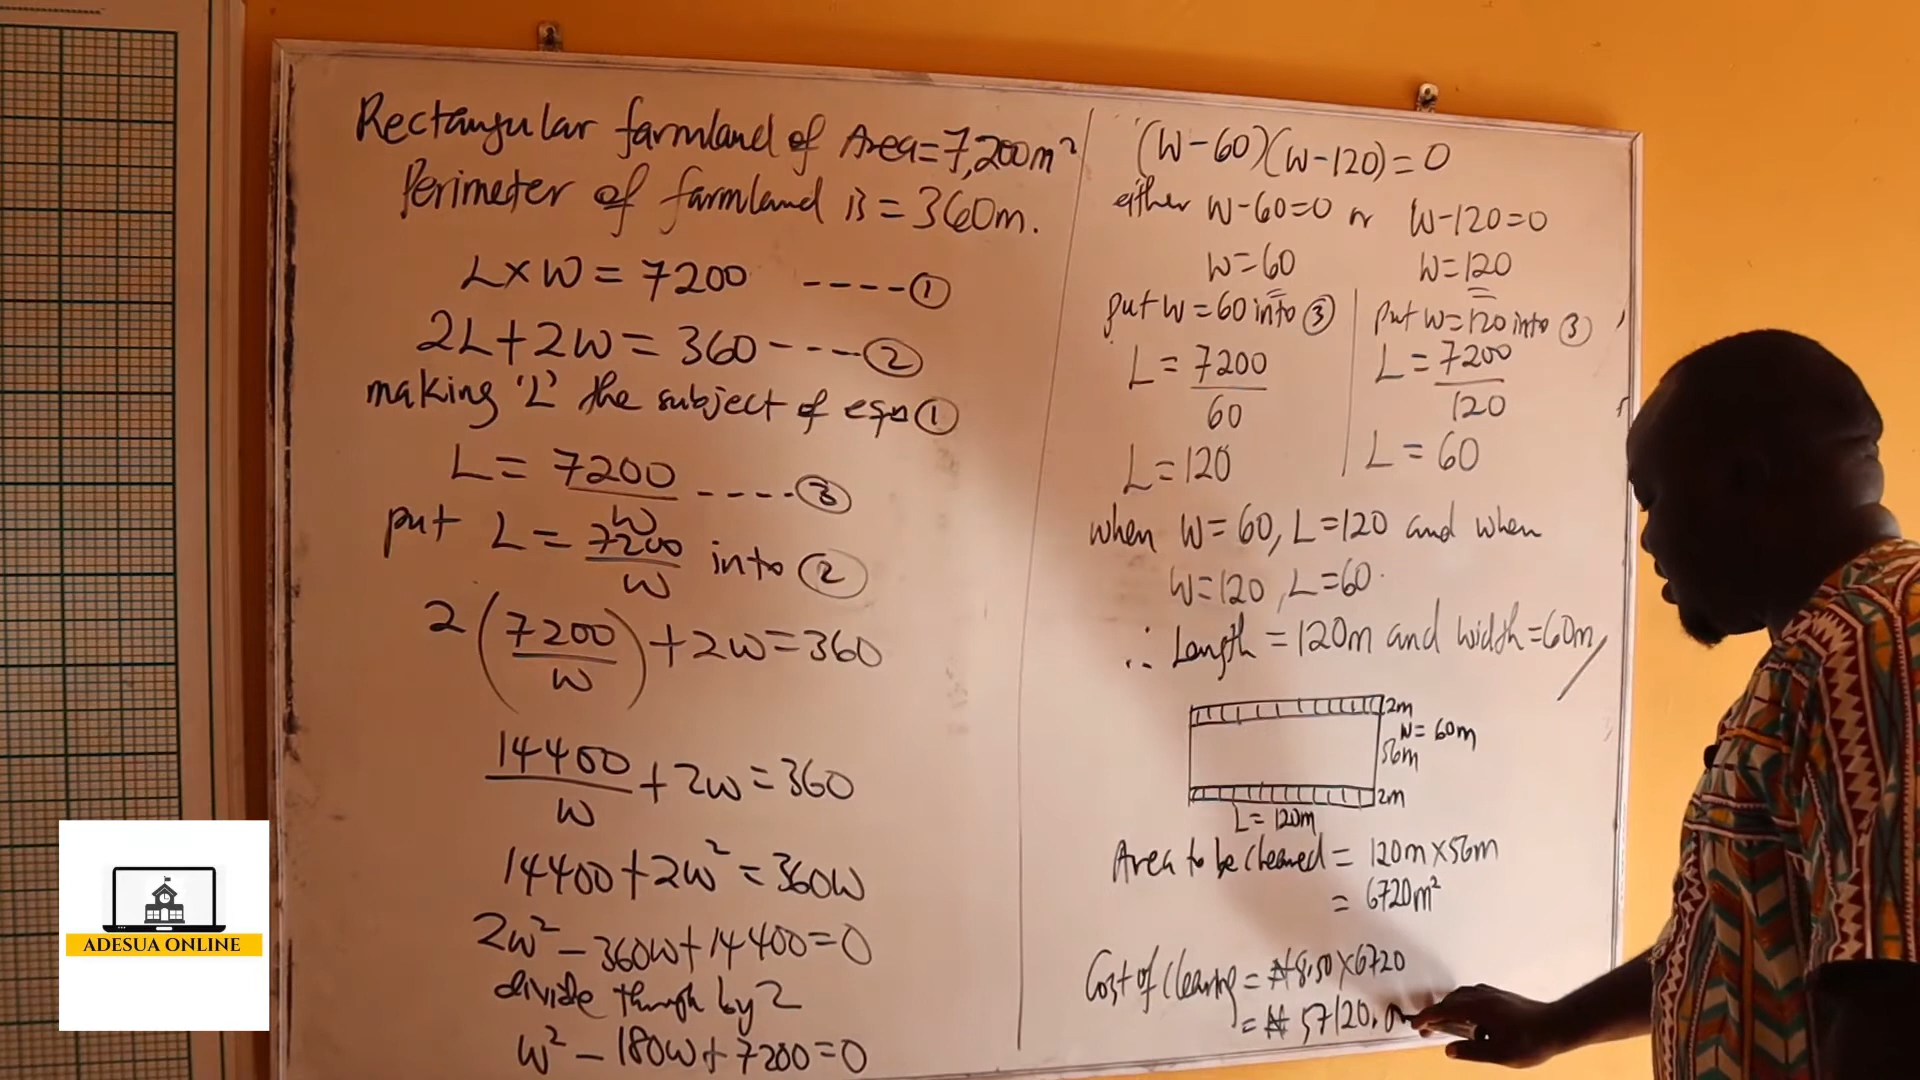 Rectangular farmland of Area=7,200m²
Perimeter of farmland is = 360m.
L×W = 7200 ----①
2L+2W = 360 ----②
making 'L' the subject of eqn ①
L = 7200/W ----③
put L = 7200/W into ②
2(7200/W)+2W=360
14400/W + 2W = 360
14400+2W² = 360W
2W² - 360W+14400=0
divide through by 2
W² - 180W + 7200=0
(W-60)(W-120)=0
either W-60=0 or W-120=0
W=60 W=120
put W=60 into ③ put W=120 into ③
L = 7200/60 L = 7200/120
L=120 L = 60
when W=60, L=120 and when
W=120, L=60.
∴ Length = 120m and width=60m
2m
W= 60m
56m
2m
L= 120m
Area to be cleared = 120m×56m
= 6720m²
Cost of clearing = ₦8.50×6720
= ₦57120.
ADESUA ONLINE